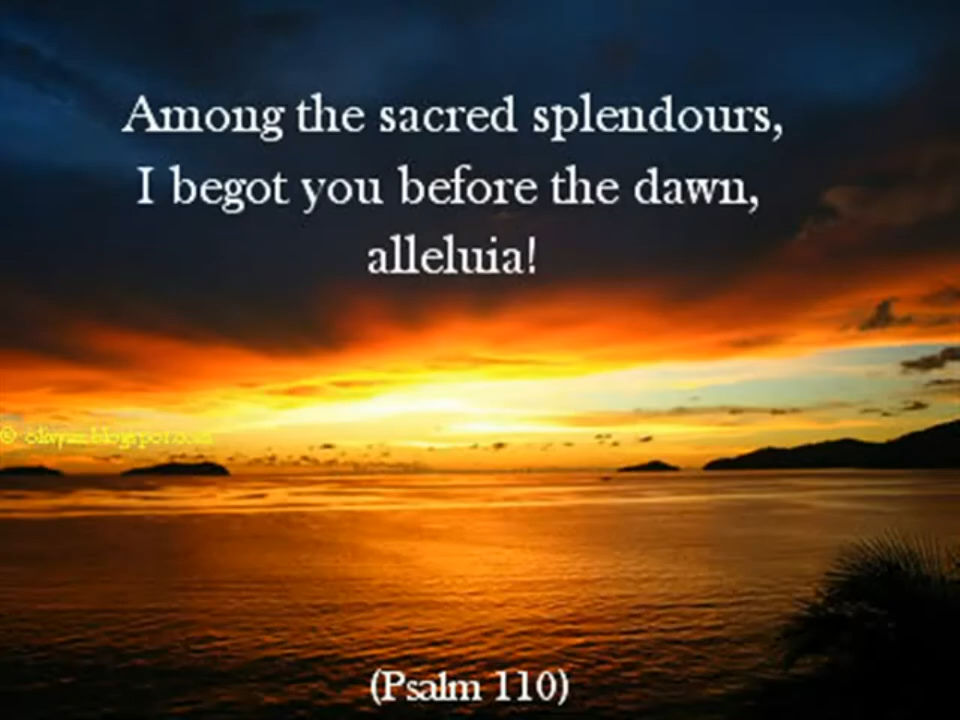 Among the sacred splendours,
I begot you before the dawn,
alleluia!
(Psalm 110)